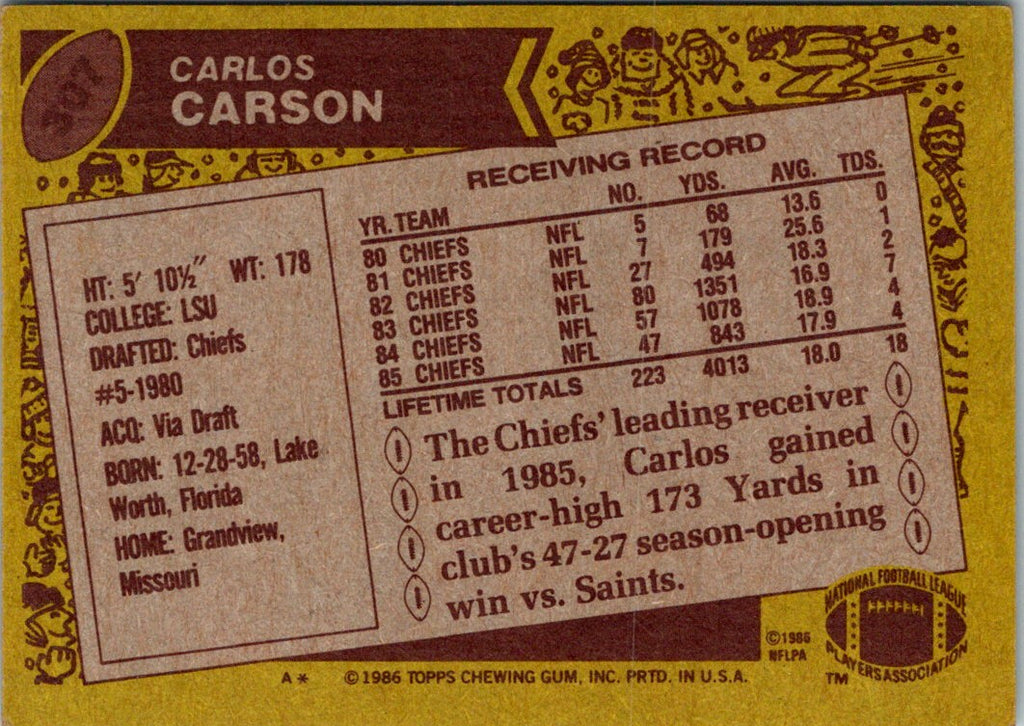 CARLOS
CARSON
HT: 5' 10½" WT: 178
COLLEGE: LSU
DRAFTED: Chiefs
#5-1980
ACQ: Via Draft
BORN: 12-28-58, Lake
Worth, Florida
HOME: Grandview,
Missouri
RECEIVING RECORD
YR. TEAM NO. YDS. AVG. TDS.
80 CHIEFS NFL 5 68 13.6 0
81 CHIEFS NFL 7 179 25.6 1
82 CHIEFS NFL 27 494 18.3 2
83 CHIEFS NFL 80 1351 16.9 7
84 CHIEFS NFL 57 1078 18.9 4
85 CHIEFS NFL 47 843 17.9 4
LIFETIME TOTALS 223 4013 18.0 18
The Chiefs' leading receiver
in 1985, Carlos gained
career-high 173 Yards in
club's 47-27 season-opening
win vs. Saints.
NATIONAL FOOTBALL LEAGUE
PLAYERS ASSOCIATION
TM
©1986
NFLPA
A* ©1986 TOPPS CHEWING GUM, INC. PRTD. IN U.S.A.